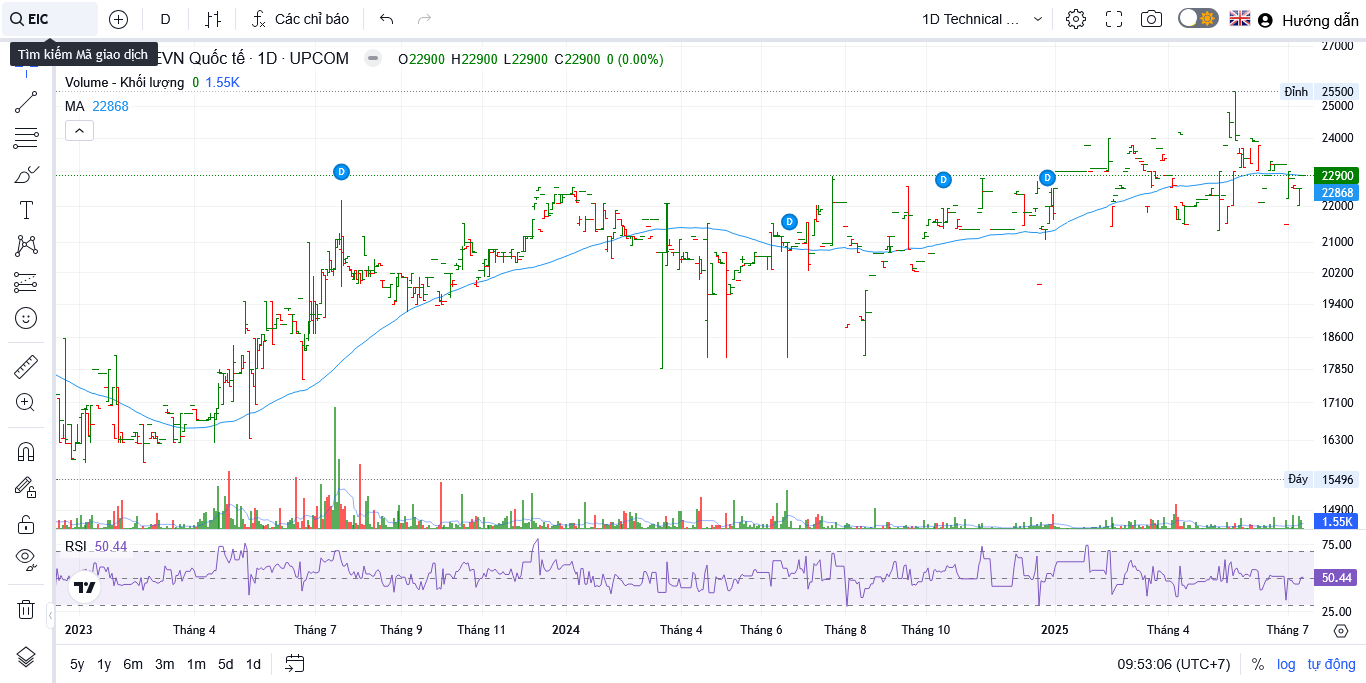 EIC D Các chỉ báo 1D Technical ... Hướng dẫn
Tìm kiếm Mã giao dịch
EVN Quốc tế · 1D · UPCOM O22900 H22900 L22900 C22900 0 (0.00%)
Volume - Khối lượng 0 1.55K
MA 22868
27000
Đỉnh 25500
25000
24000
22900
22868
22000
21000
20200
19400
18600
17850
17100
16300
Đáy 15496
14900
1.55K
D
D
D
D
RSI 50.44
75.00
50.44
25.00
2023 Tháng 4 Tháng 7 Tháng 9 Tháng 11 2024 Tháng 4 Tháng 6 Tháng 8 Tháng 10 2025 Tháng 4 Tháng 7
5y 1y 6m 3m 1m 5d 1d 09:53:06 (UTC+7) % log tự động